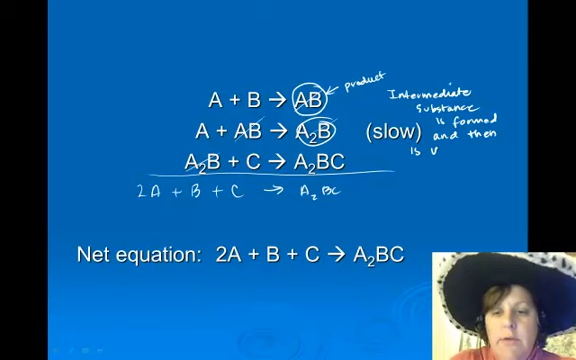 A + B → AB
product
A + AB → A₂B (slow)
A₂B + C → A₂BC
2A + B + C → A₂BC
Intermediate
Substance
is formed
and then
is u
Net equation: 2A + B + C → A₂BC